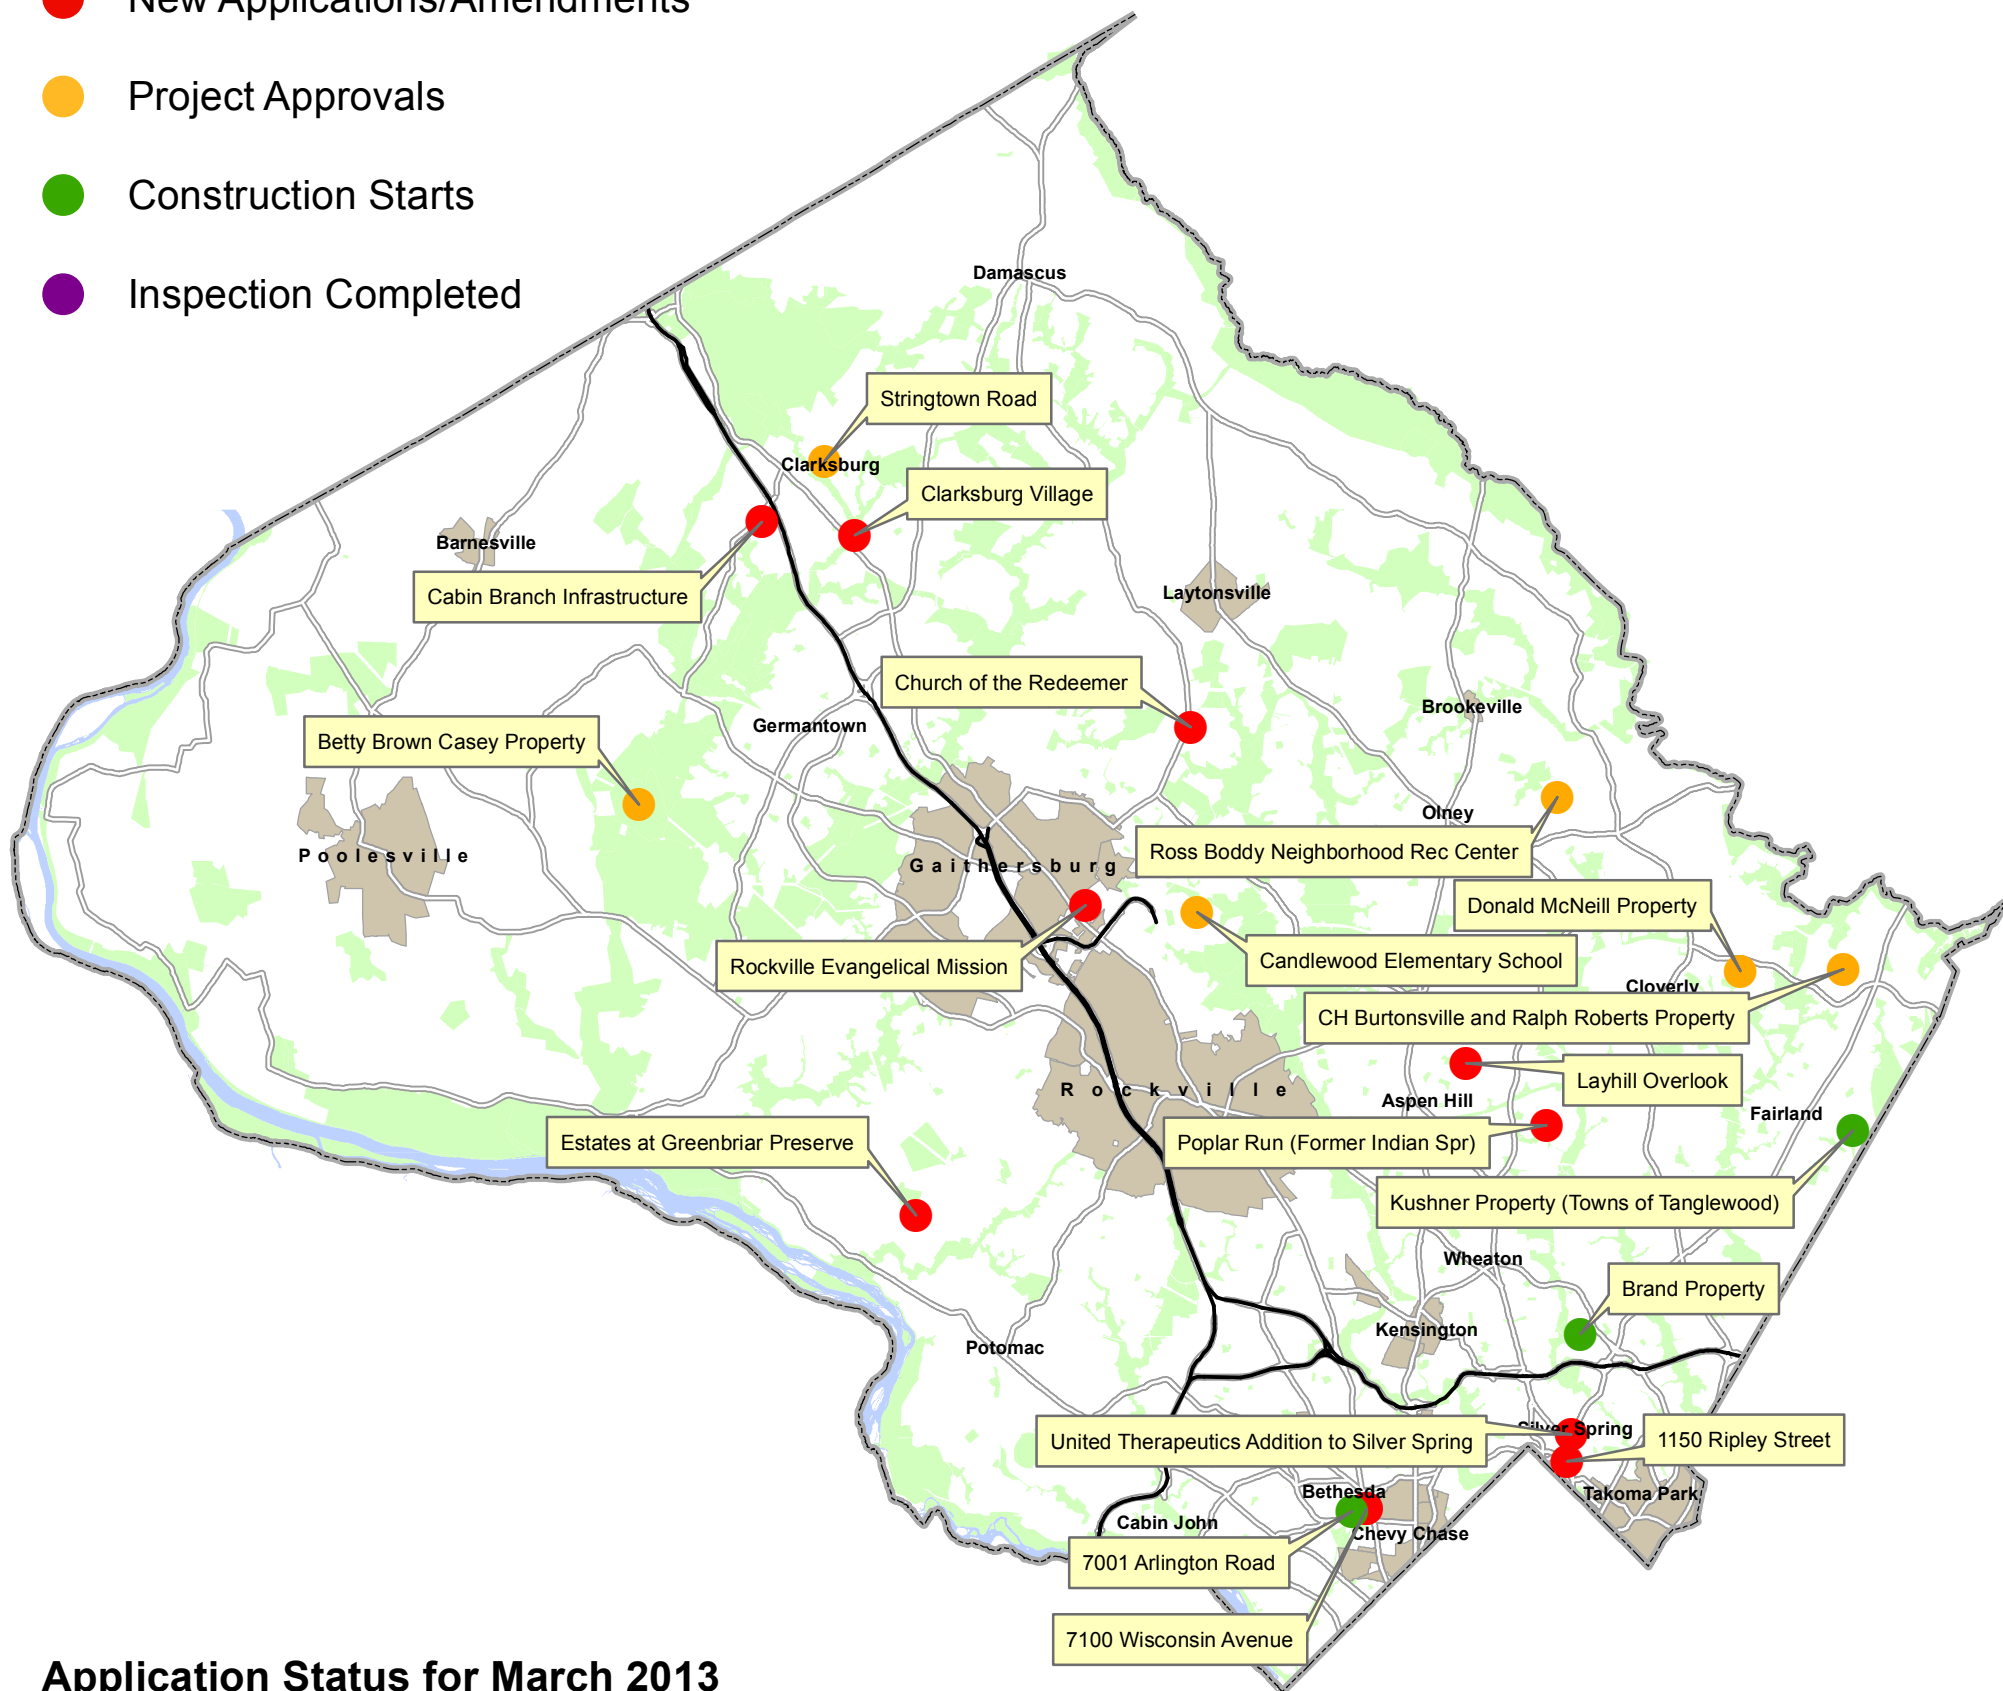 New Applications/Amendments
Project Approvals
Construction Starts
Inspection Completed
Damascus
Stringtown Road
Clarksburg
Clarksburg Village
Barnesville
Cabin Branch Infrastructure
Laytonsville
Church of the Redeemer
Brookeville
Germantown
Betty Brown Casey Property
Olney
Ross Boddy Neighborhood Rec Center
Poolesville
Gaithersburg
Donald McNeill Property
Rockville Evangelical Mission
Candlewood Elementary School
Cloverly
CH Burtonsville and Ralph Roberts Property
Layhill Overlook
Rockville
Aspen Hill
Fairland
Estates at Greenbriar Preserve
Poplar Run (Former Indian Spr)
Kushner Property (Towns of Tanglewood)
Wheaton
Brand Property
Kensington
Potomac
Silver Spring
United Therapeutics Addition to Silver Spring
1150 Ripley Street
Bethesda
Takoma Park
Cabin John
Chevy Chase
7001 Arlington Road
7100 Wisconsin Avenue
Application Status for March 2013